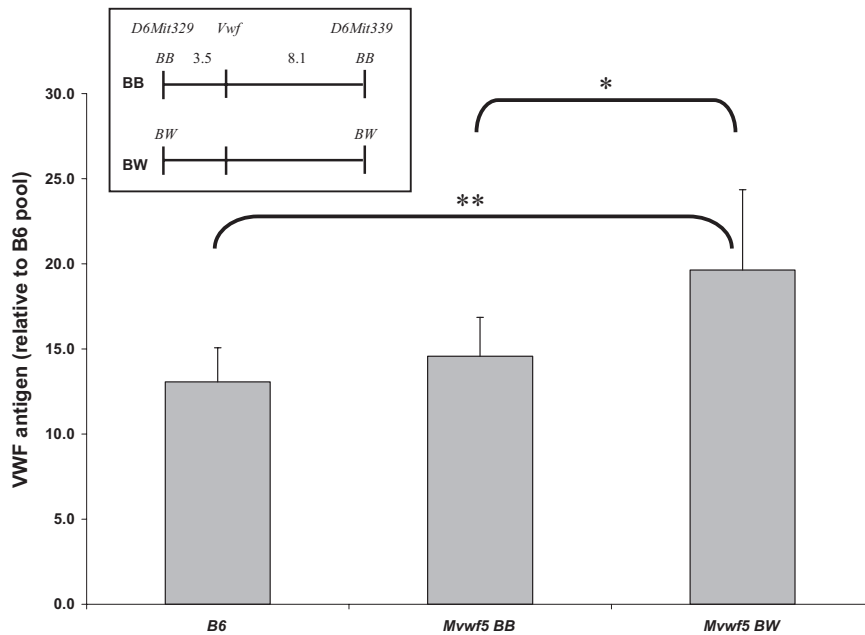 D6Mit329 Vwf D6Mit339
BB 3.5 8.1 BB
BB
BW BW
BW
*
**
VWF antigen (relative to B6 pool)
30.0
25.0
20.0
15.0
10.0
5.0
0.0
B6 Mvwf5 BB Mvwf5 BW